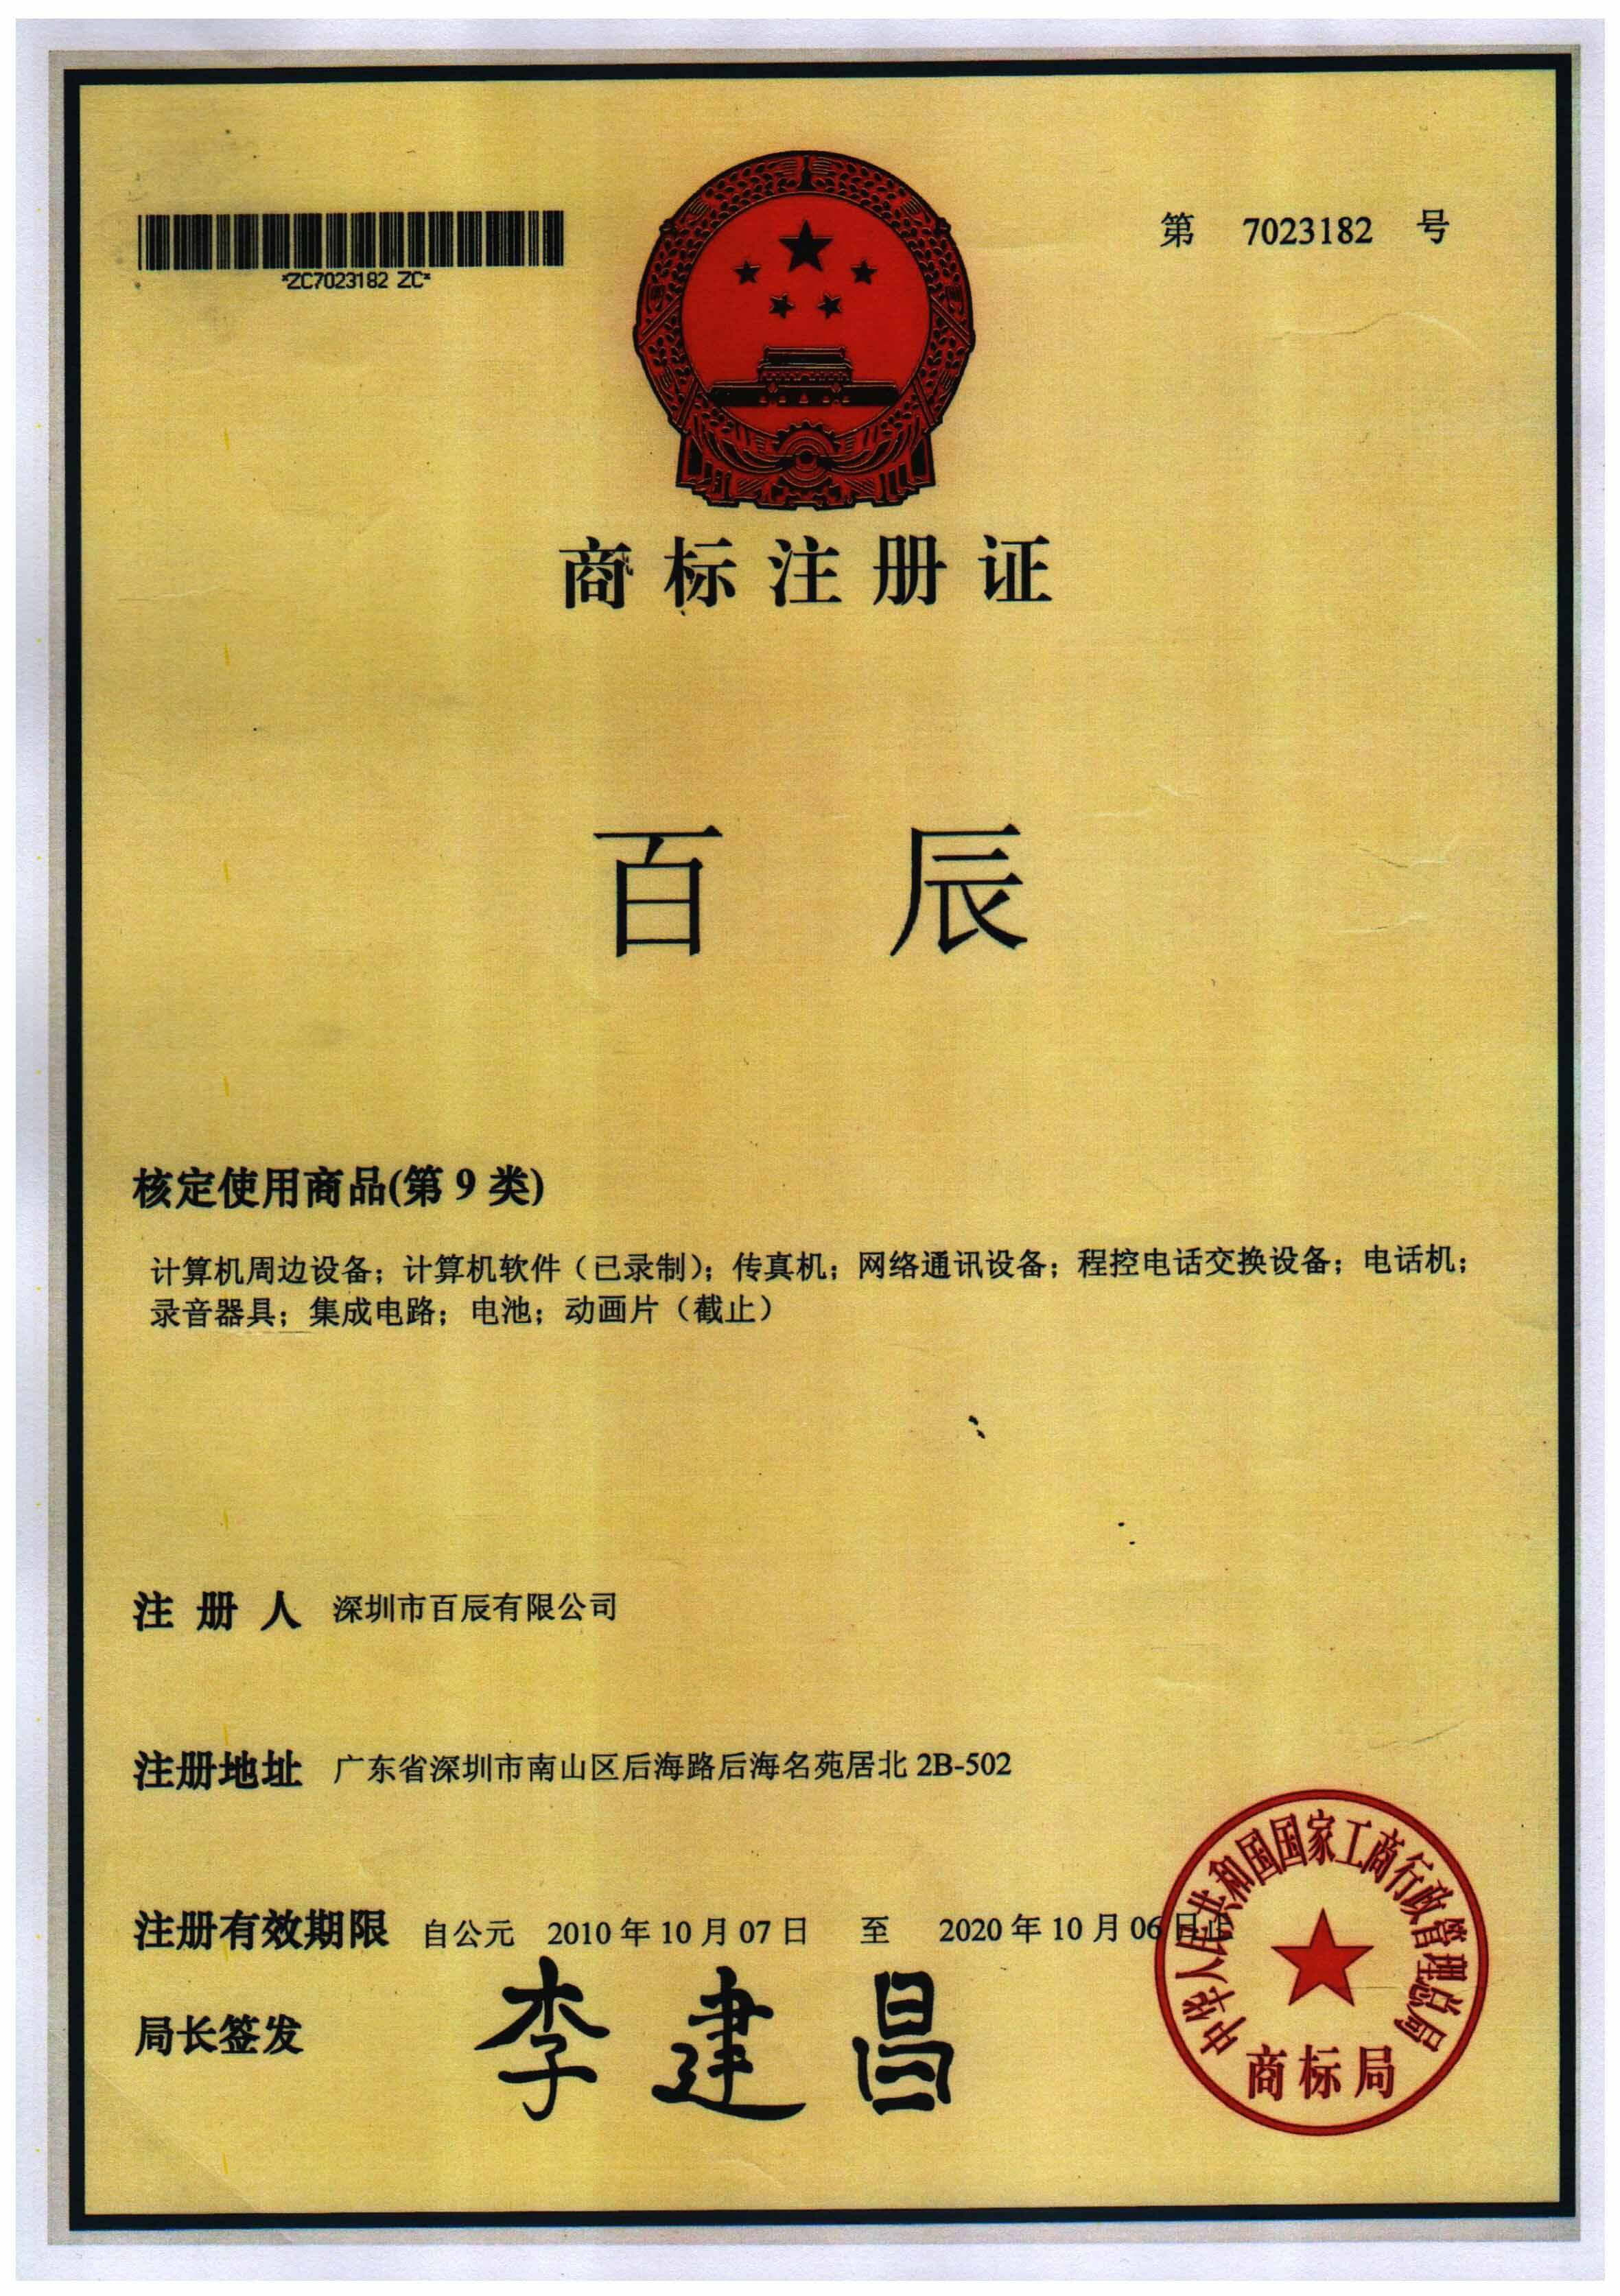 *ZC7023182 ZC*
第 7023182 号
商标注册证
百辰
核定使用商品(第 9 类)
计算机周边设备；计算机软件（已录制）；传真机；网络通讯设备；程控电话交换设备；电话机；
录音器具；集成电路；电池；动画片（截止）
注册人 深圳市百辰有限公司
注册地址 广东省深圳市南山区后海路后海名苑居北 2B-502
注册有效期限 自公元 2010 年 10 月 07 日 至 2020 年 10 月 06 日止
局长签发 李建昌
中华人民共和国国家工商行政管理总局
商标局